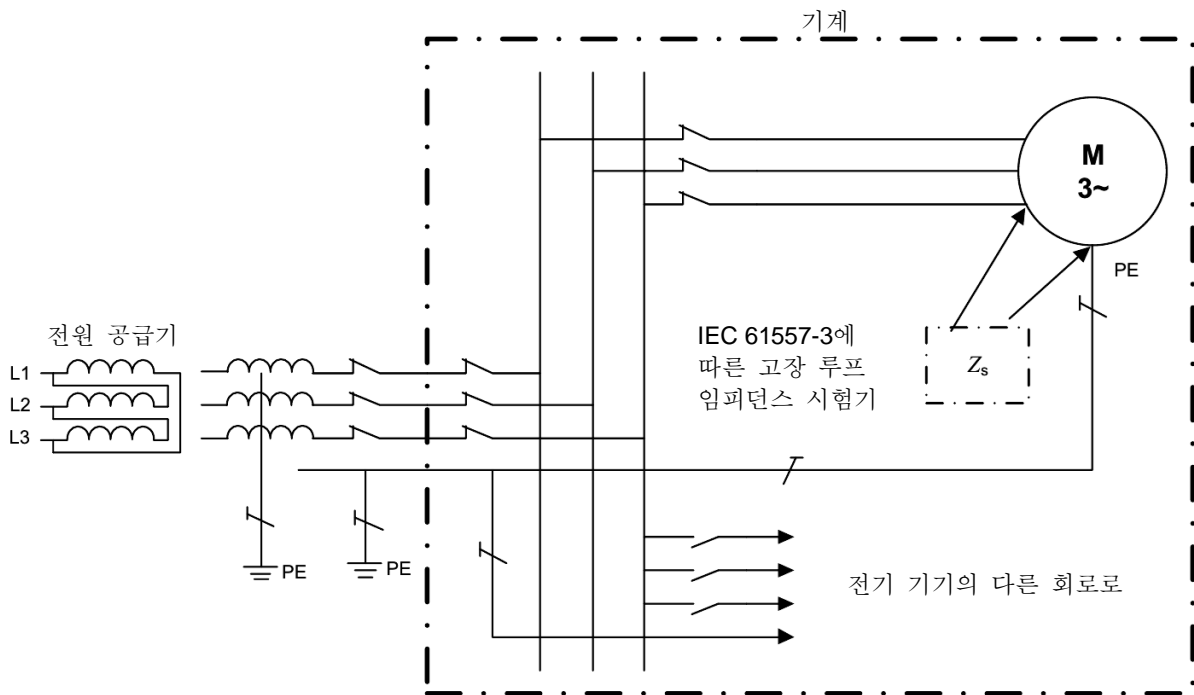 기계
M
3~
PE
전원 공급기
L1
L2
L3
IEC 61557-3에
따른 고장 루프
임피던스 시험기
Zs
PE
PE
전기 기기의 다른 회로로